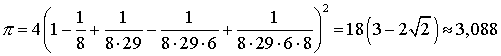 π = 4(1 − 1/8 + 1/(8·29) − 1/(8·29·6) + 1/(8·29·6·8))² = 18(3 − 2√2) ≈ 3,088